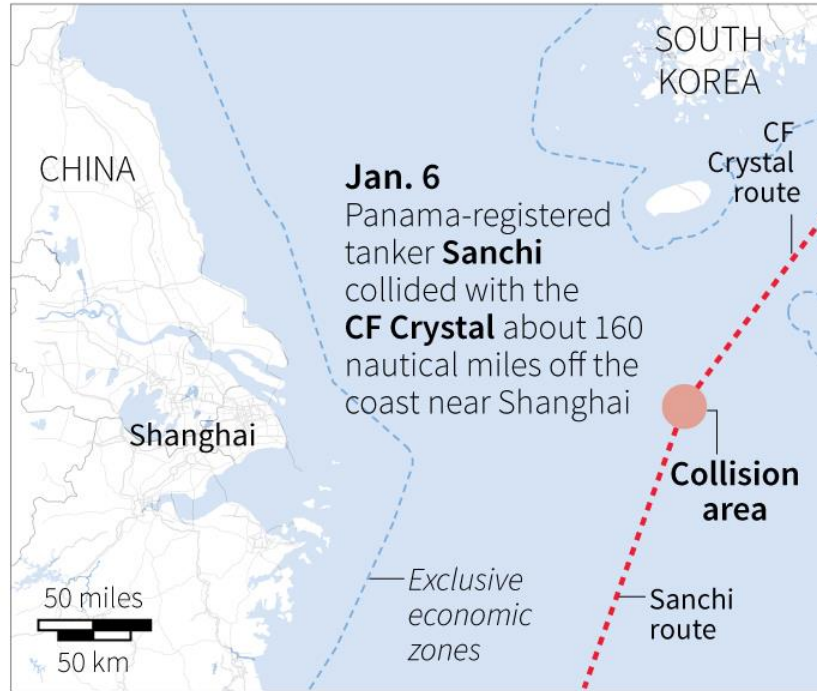 SOUTH
KOREA
CHINA
CF
Crystal
route
Jan. 6
Panama-registered
tanker Sanchi
collided with the
CF Crystal about 160
nautical miles off the
coast near Shanghai
Shanghai
Collision
area
Exclusive
economic
zones
Sanchi
route
50 miles
50 km